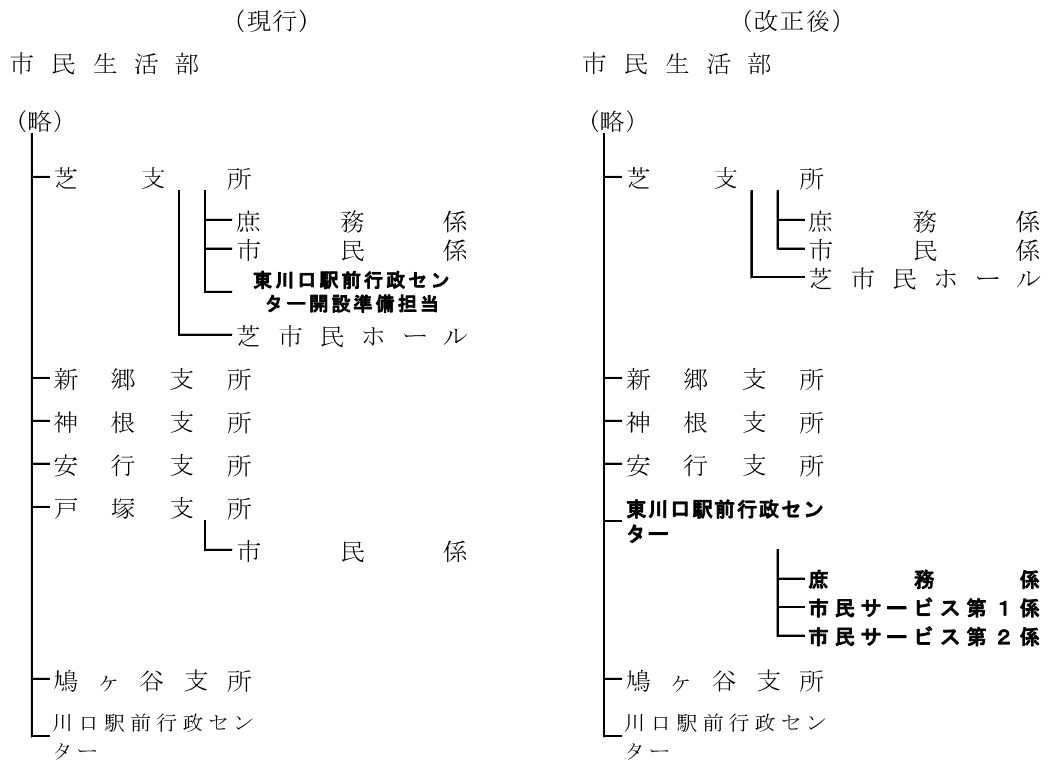 （現行）
市民生活部
（略）
芝支所
庶務係
市民係
東川口駅前行政セン
ター開設準備担当
芝市民ホール
新郷支所
神根支所
安行支所
戸塚支所
市民係
鳩ヶ谷支所
川口駅前行政セン
ター
（改正後）
市民生活部
（略）
芝支所
庶務係
市民係
芝市民ホール
新郷支所
神根支所
安行支所
東川口駅前行政セン
ター
庶務係
市民サービス第１係
市民サービス第２係
鳩ヶ谷支所
川口駅前行政セン
ター